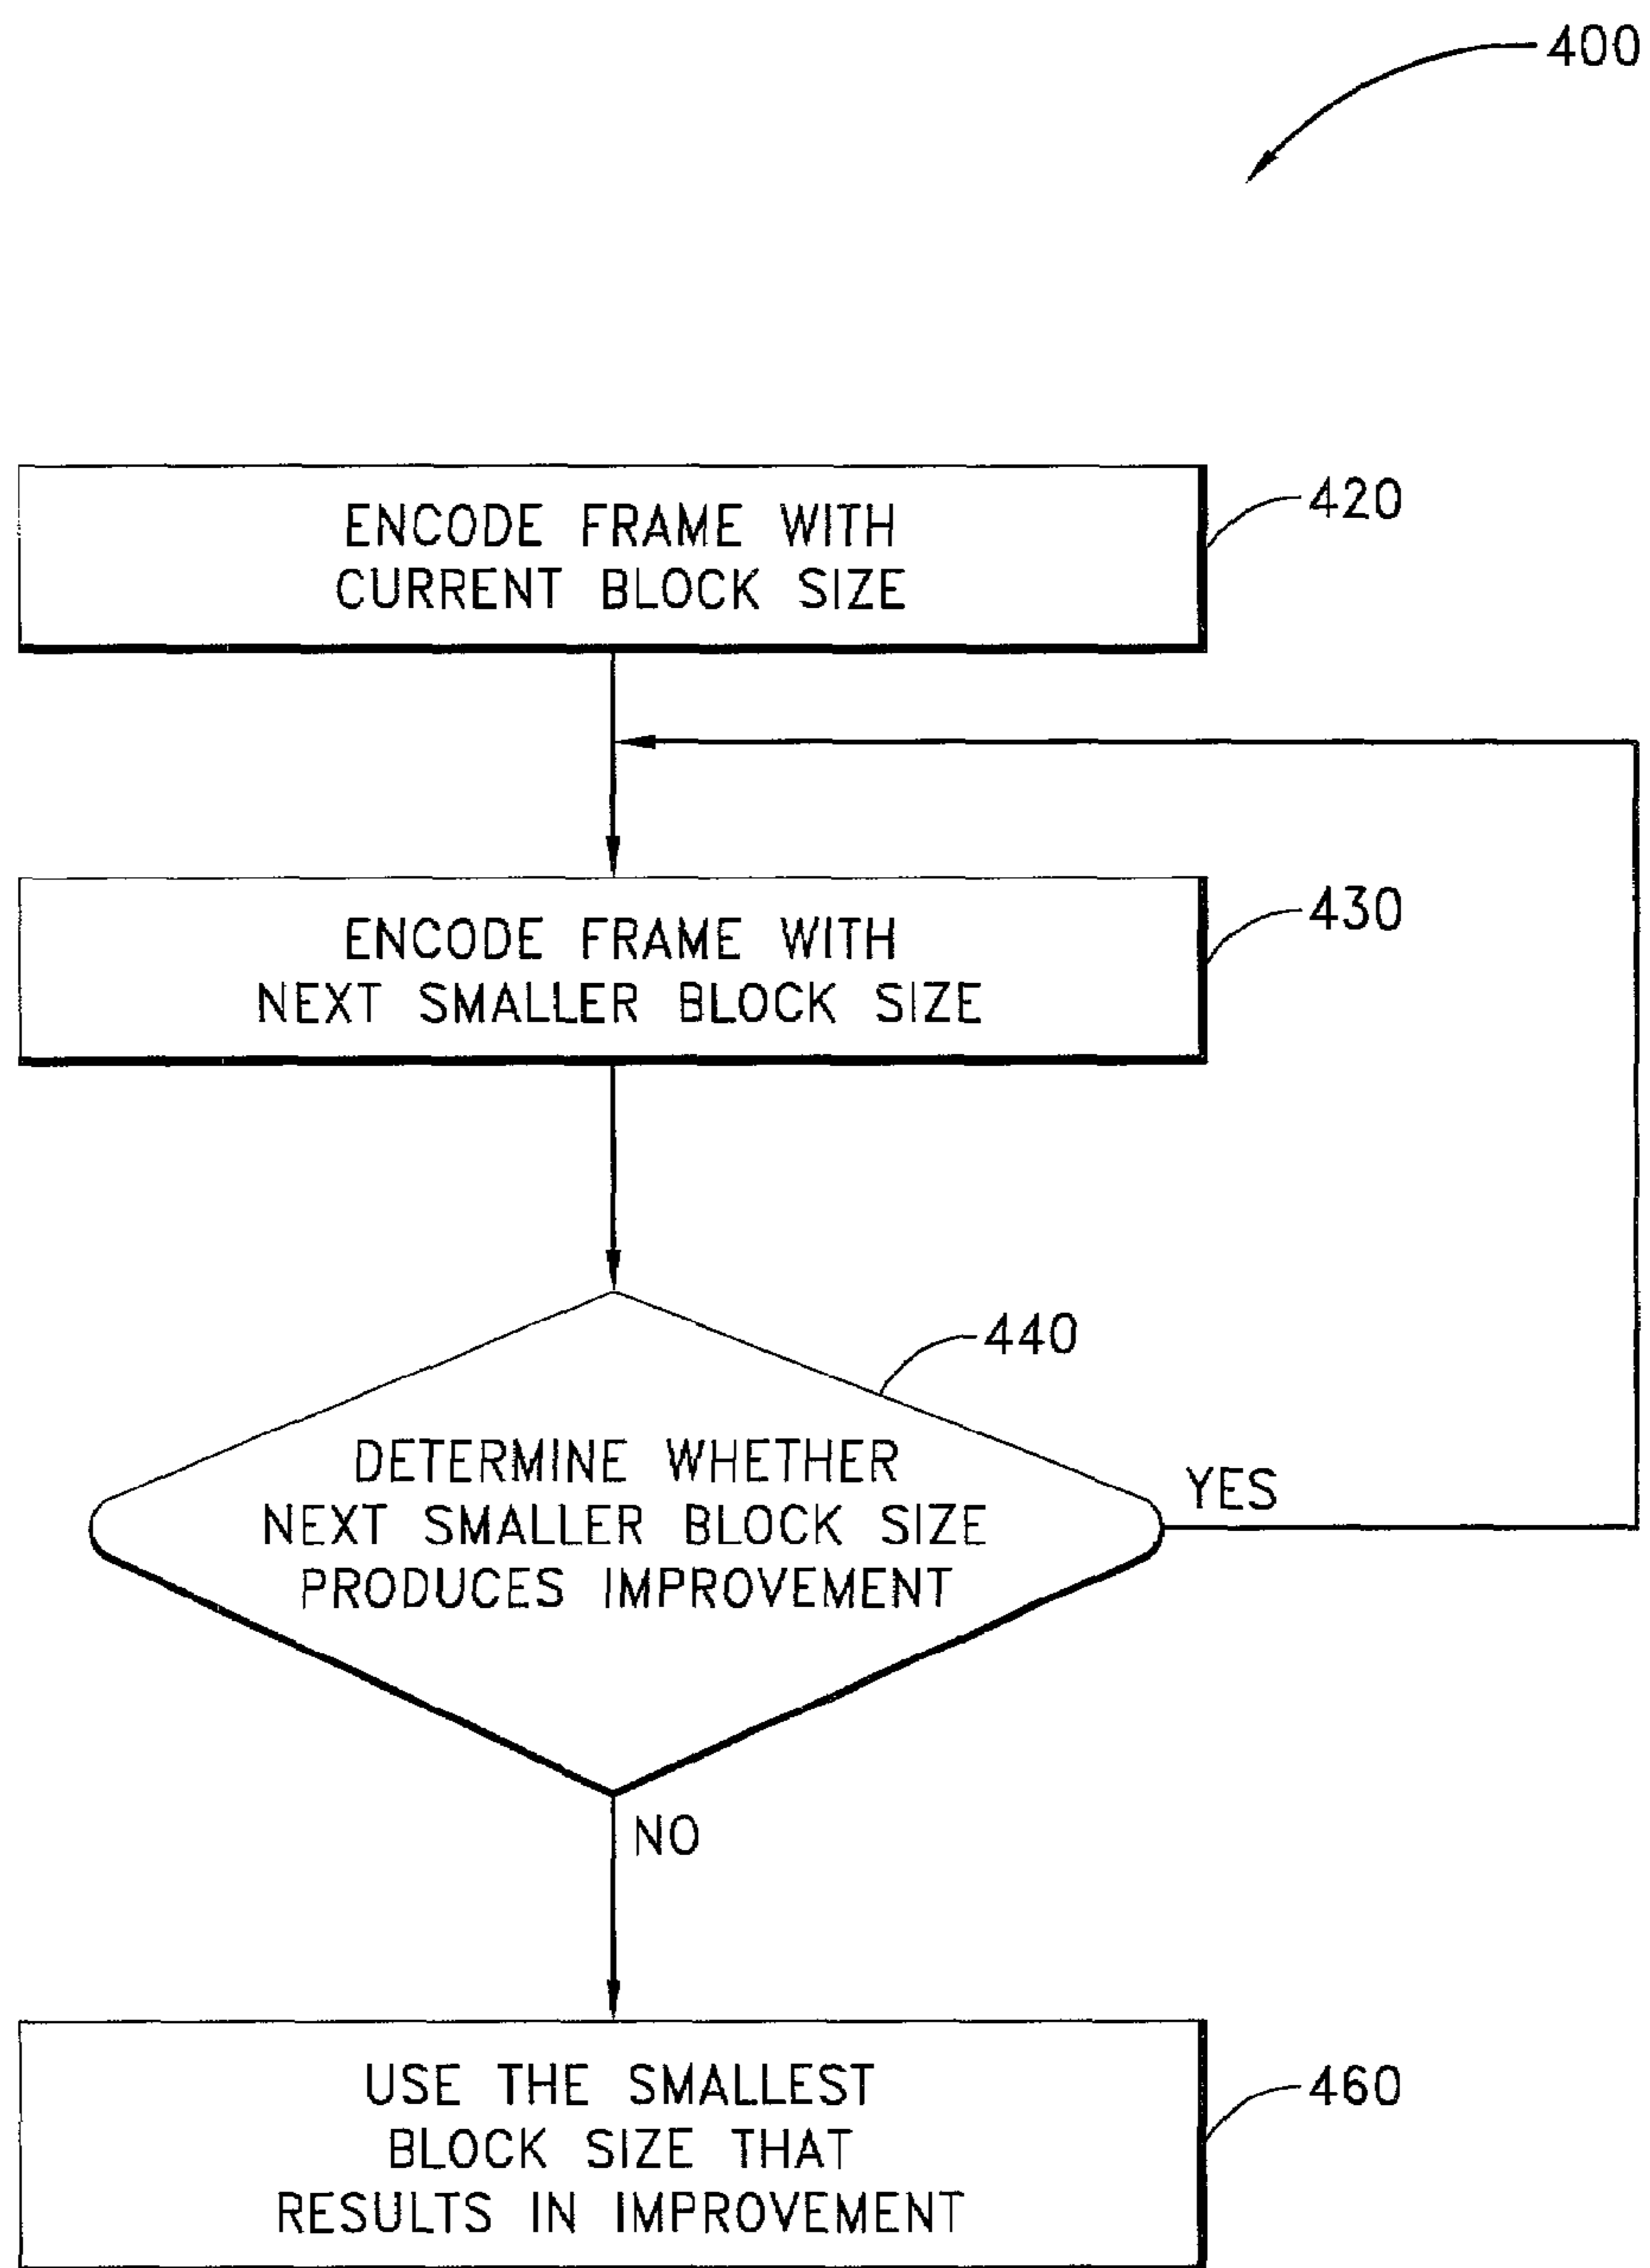 400
ENCODE FRAME WITH
CURRENT BLOCK SIZE
420
ENCODE FRAME WITH
NEXT SMALLER BLOCK SIZE
430
440
DETERMINE WHETHER
NEXT SMALLER BLOCK SIZE
PRODUCES IMPROVEMENT
YES
NO
USE THE SMALLEST
BLOCK SIZE THAT
RESULTS IN IMPROVEMENT
460